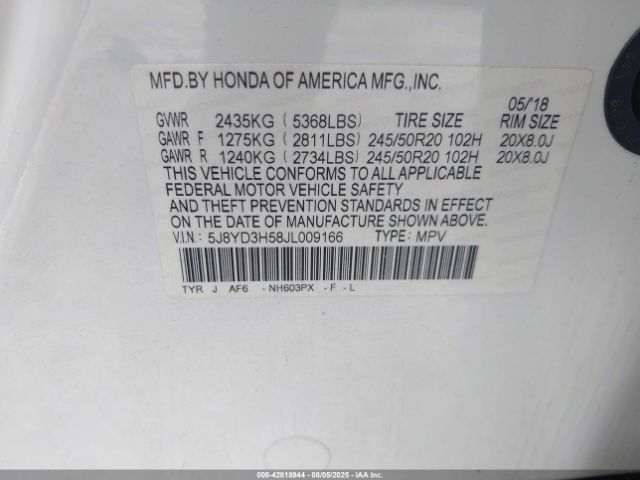 MFD.BY HONDA OF AMERICA MFG.,INC.
05/'18
GVWR 2435KG ( 5368LBS) TIRE SIZE RIM SIZE
GAWR F 1275KG ( 2811LBS) 245/50R20 102H 20X8.0J
GAWR R 1240KG ( 2734LBS) 245/50R20 102H 20X8.0J
THIS VEHICLE CONFORMS TO ALL APPLICABLE
FEDERAL MOTOR VEHICLE SAFETY
AND THEFT PREVENTION STANDARDS IN EFFECT
ON THE DATE OF MANUFACTURE SHOWN ABOVE.
V.I.N: 5J8YD3H58JL009166 TYPE: MPV
TYR J AF6 -NH603PX -F -L
000-42818944 | 08/05/2025 | IAA